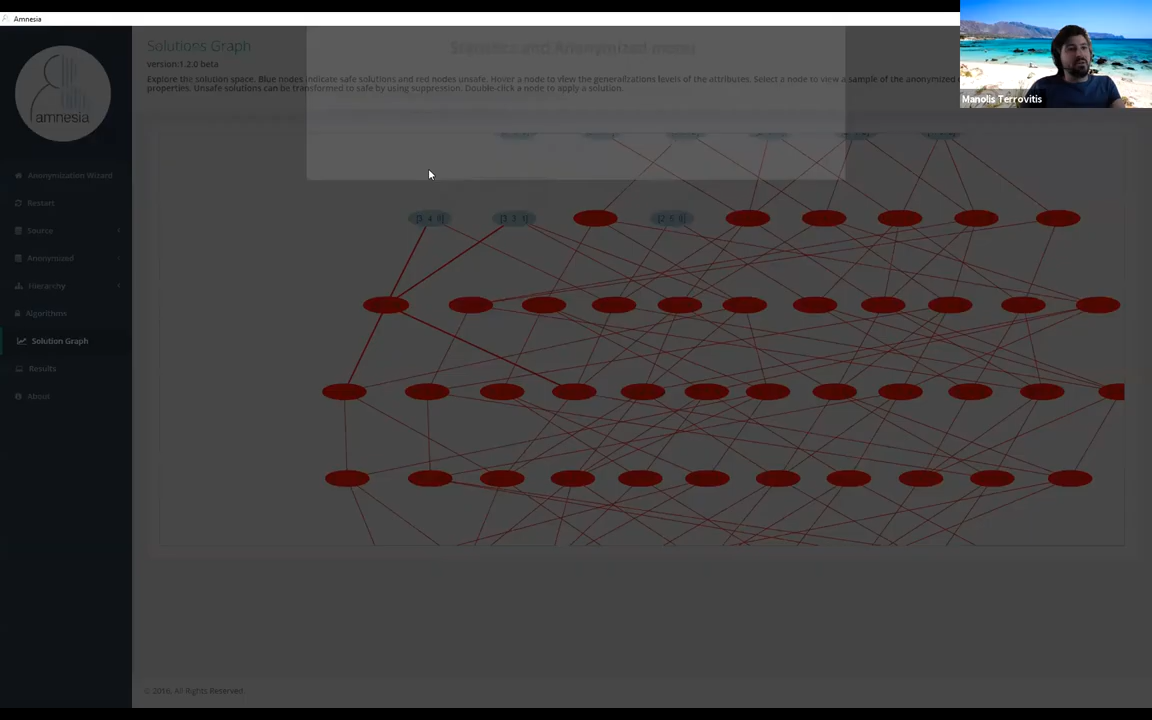 Amnesia
Solutions Graph
version:1.2.0 beta
Statistics and Anonymized
Explore the solution space. Blue nodes indicate safe solutions and red nodes unsafe. Hover a node to view the generalizations levels of the attributes. Select a node to view a sample of the anonymized
properties. Unsafe solutions can be transformed to safe by using suppression. Double-click a node to apply a solution.
Manolis Terrovitis
amnesia
Anonymization Wizard
Restart
Source
Anonymized
Hierarchy
Algorithms
Solution Graph
Results
About
© 2016, All Rights Reserved